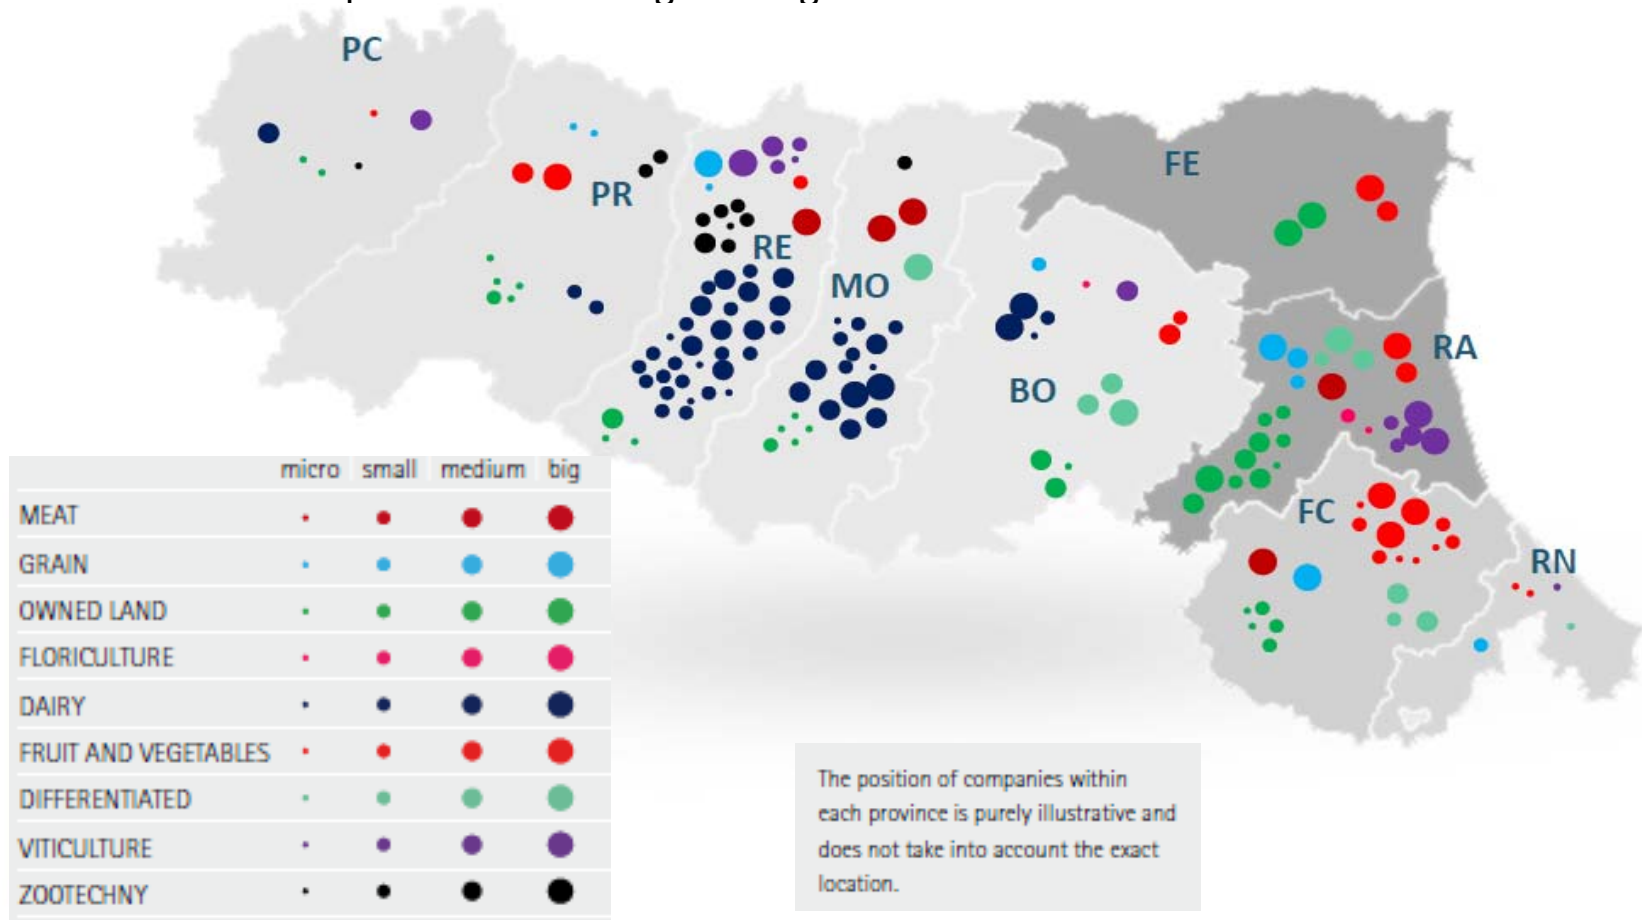 PC
PR
RE
MO
BO
FE
RA
FC
RN
micro small medium big
MEAT
GRAIN
OWNED LAND
FLORICULTURE
DAIRY
FRUIT AND VEGETABLES
DIFFERENTIATED
VITICULTURE
ZOOTECHNY
The position of companies within
each province is purely illustrative and
does not take into account the exact
location.